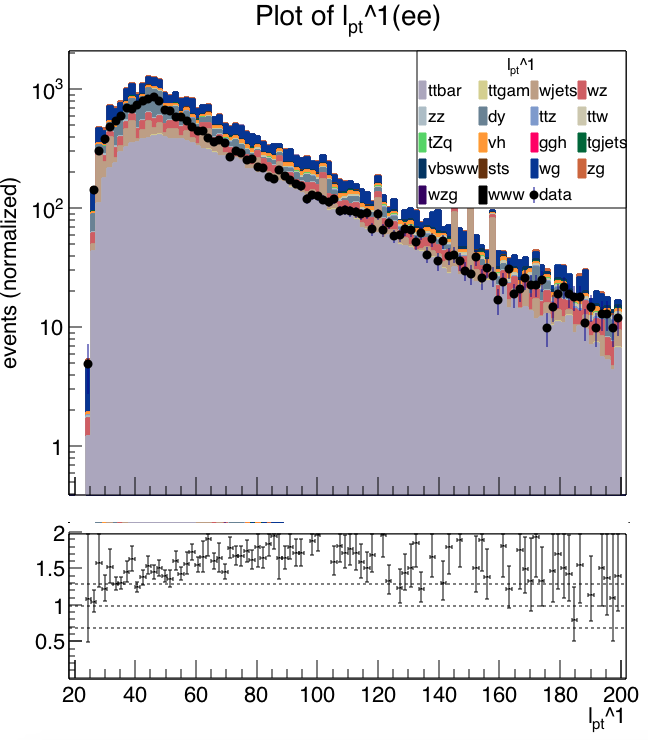 Plot of l_pt^1(ee)
events (normalized)
10^3
10^2
10
1
l_pt^1
ttbar ttgam wjets wz
zz dy ttz ttw
tZq vh ggh tgjets
vbsww sts wg zg
wzg www data
2
1.5
1
0.5
20 40 60 80 100 120 140 160 180 200
l_pt^1